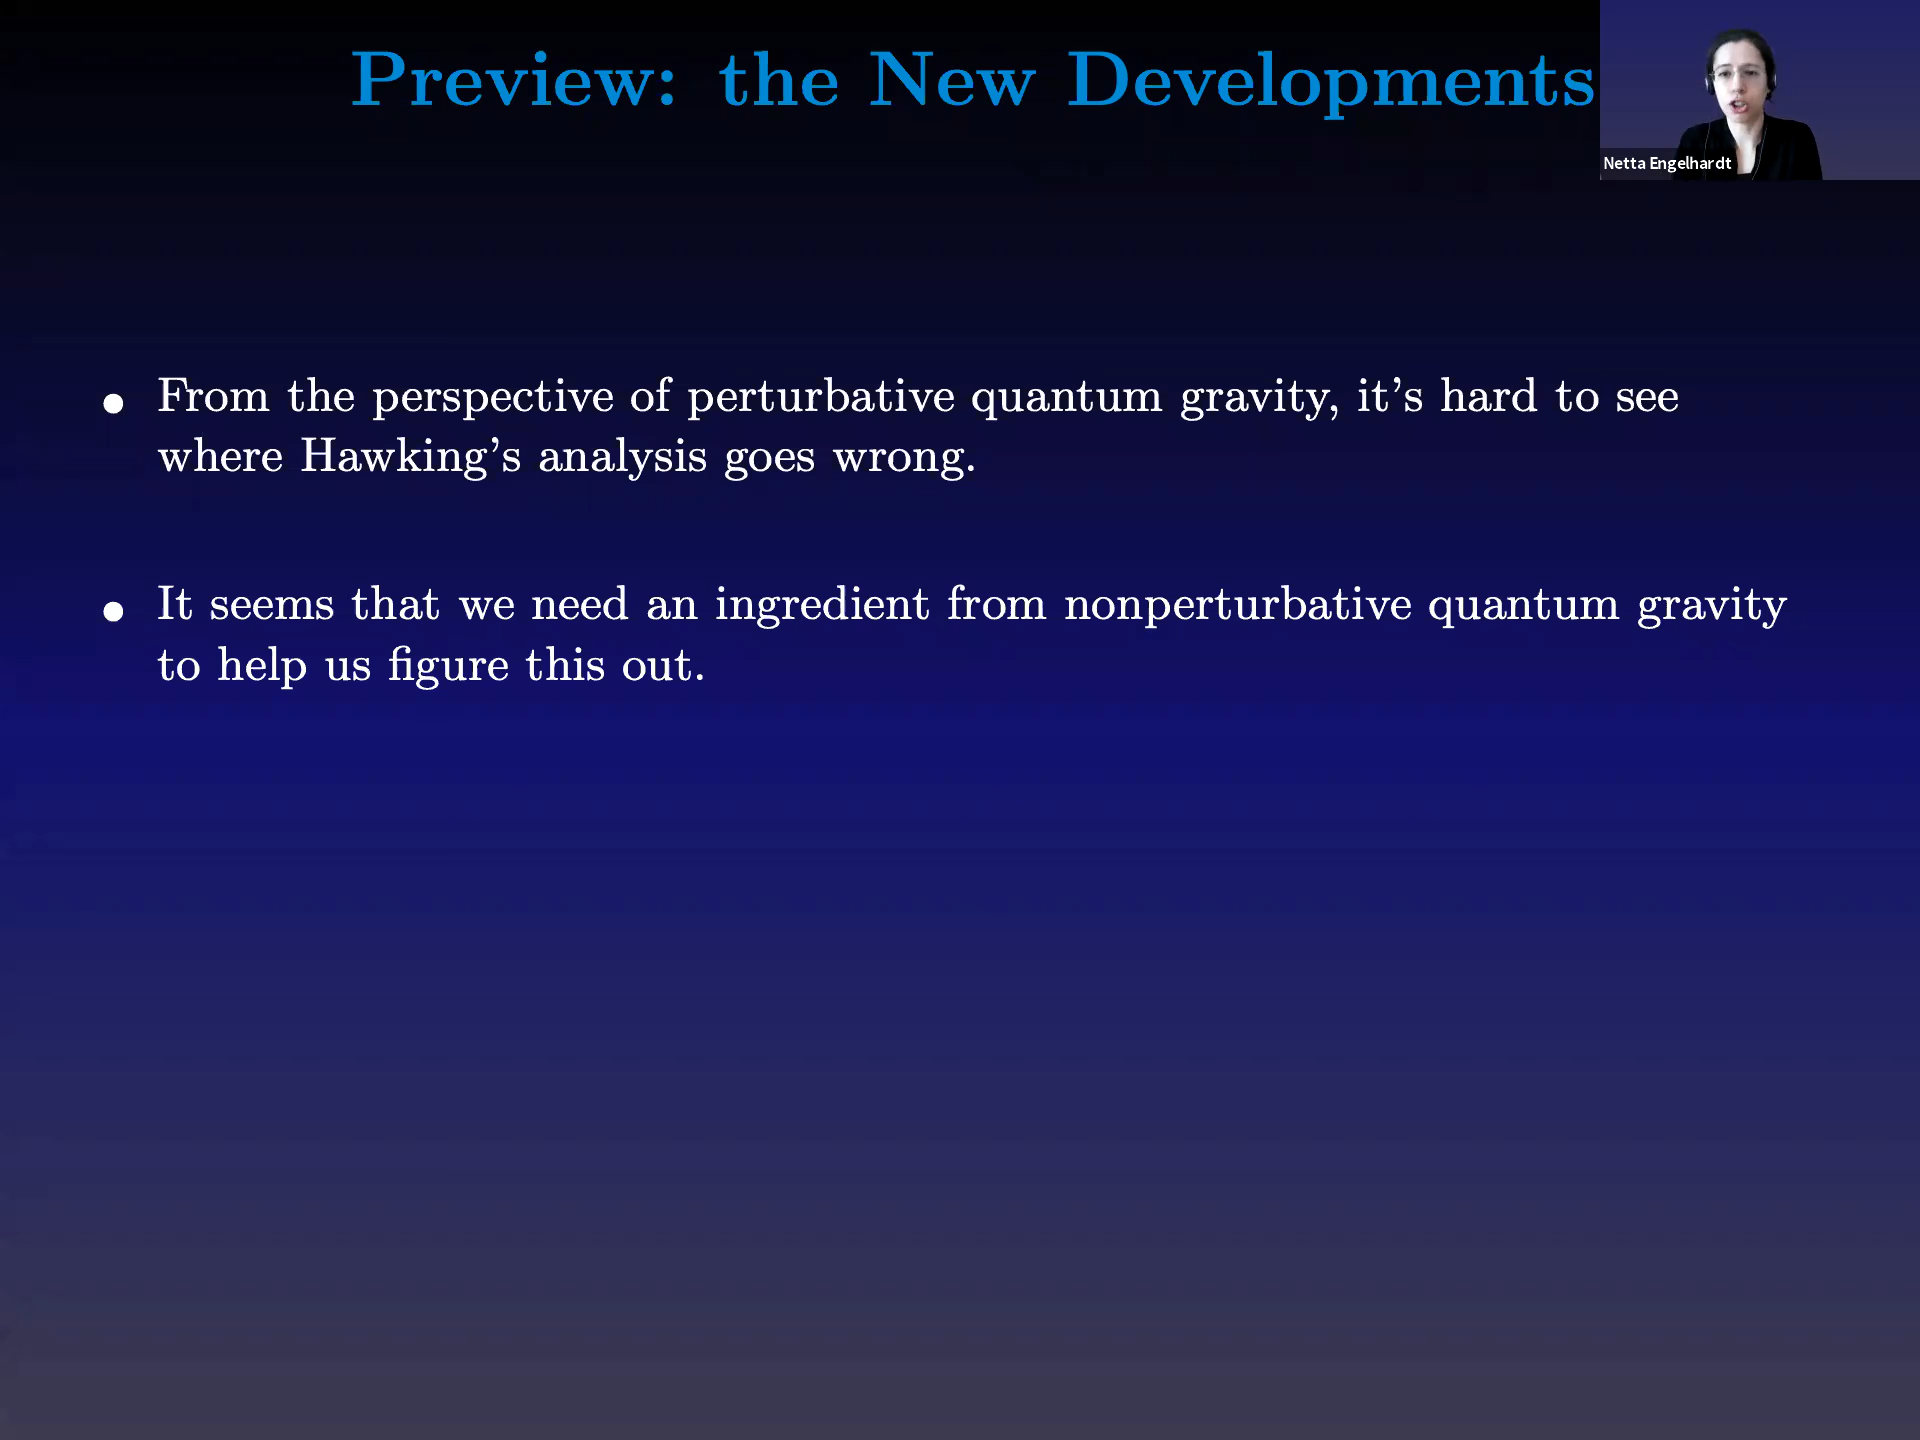 Preview: the New Developments
Netta Engelhardt
• From the perspective of perturbative quantum gravity, it's hard to see
where Hawking's analysis goes wrong.
• It seems that we need an ingredient from nonperturbative quantum gravity
to help us figure this out.